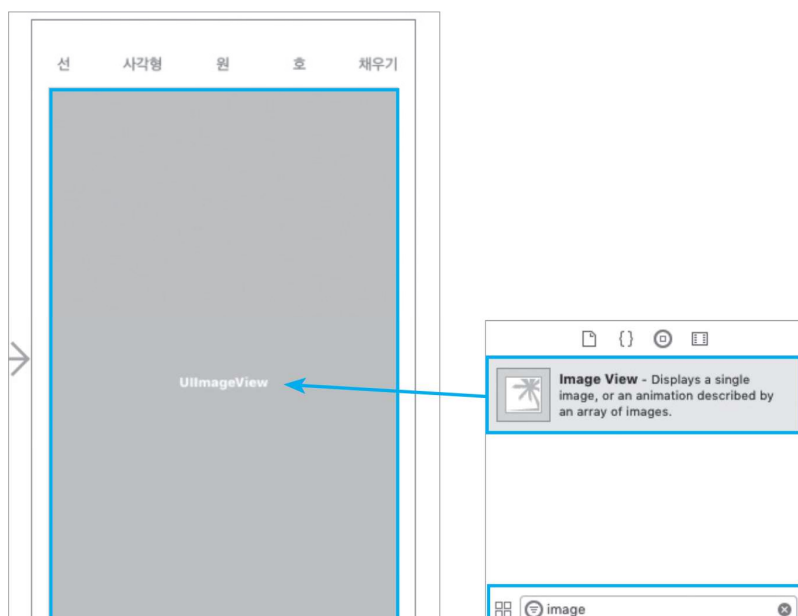 선 사각형 원 호 채우기
UIImageView
Image View - Displays a single
image, or an animation described by
an array of images.
image